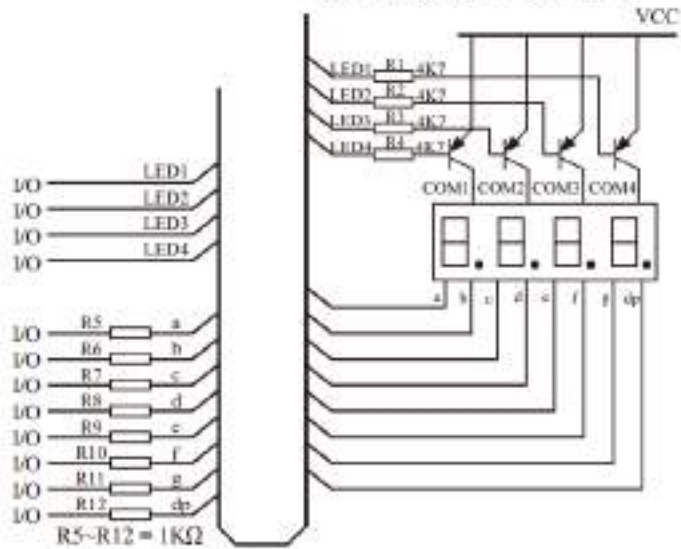 VCC
LED1 R1 4K7
LED2 R2 4K7
LED3 R3 4K7
LED4 R4 4K7
COM1 COM2 COM3 COM4
I/O LED1
I/O LED2
I/O LED3
I/O LED4
a b c d e f g dp
I/O R5 a
I/O R6 b
I/O R7 c
I/O R8 d
I/O R9 e
I/O R10 f
I/O R11 g
I/O R12 dp
R5~R12 = 1KΩ